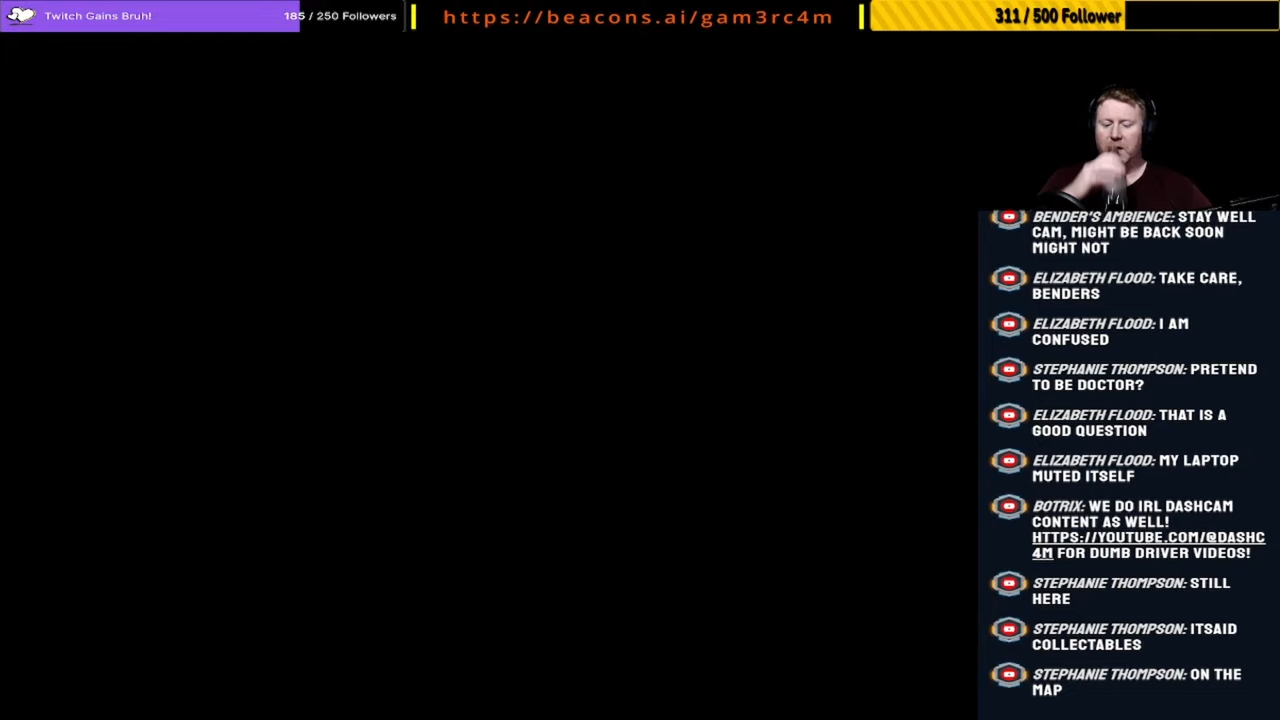 Twitch Gains Bruh!
185 / 250 Followers
https://beacons.ai/gam3rc4m
311 / 500 Follower
BENDER'S AMBIENCE: STAY WELL
CAM, MIGHT BE BACK SOON
MIGHT NOT
ELIZABETH FLOOD: TAKE CARE,
BENDERS
ELIZABETH FLOOD: I AM
CONFUSED
STEPHANIE THOMPSON: PRETEND
TO BE DOCTOR?
ELIZABETH FLOOD: THAT IS A
GOOD QUESTION
ELIZABETH FLOOD: MY LAPTOP
MUTED ITSELF
BOTRIX: WE DO IRL DASHCAM
CONTENT AS WELL!
HTTPS://YOUTUBE.COM/@DASHC
4M FOR DUMB DRIVER VIDEOS!
STEPHANIE THOMPSON: STILL
HERE
STEPHANIE THOMPSON: ITSAID
COLLECTABLES
STEPHANIE THOMPSON: ON THE
MAP